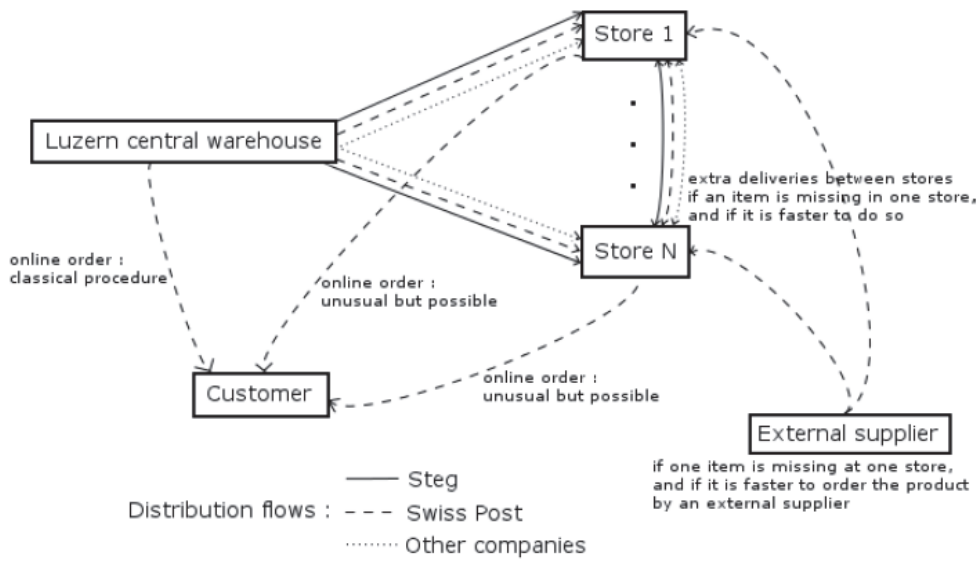 Store 1
Luzern central warehouse
extra deliveries between stores
if an item is missing in one store,
and if it is faster to do so
Store N
online order :
classical procedure
online order :
unusual but possible
Customer
online order :
unusual but possible
External supplier
if one item is missing at one store,
and if it is faster to order the product
by an external supplier
Distribution flows :
Steg
Swiss Post
Other companies